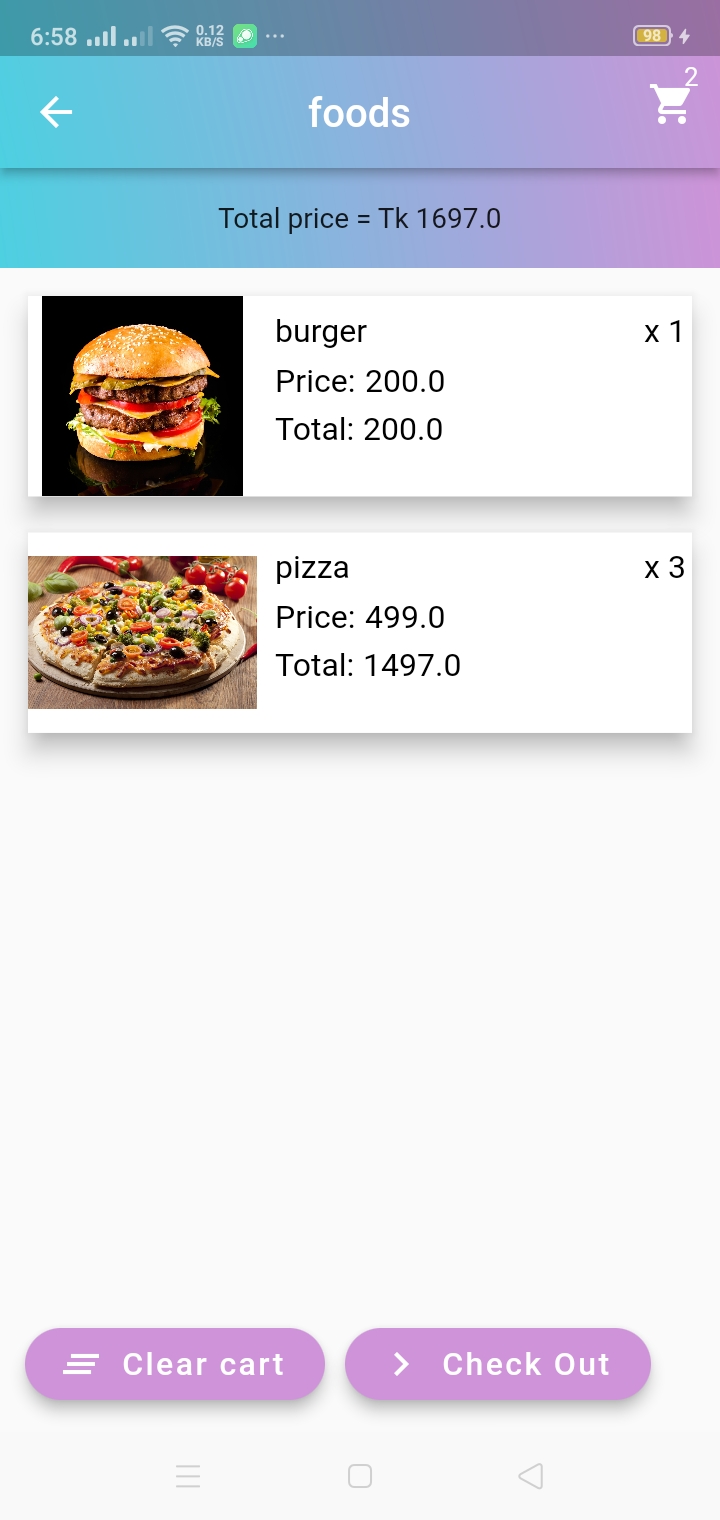 6:58 0.12 KB/S 98
foods
2
Total price = Tk 1697.0
burger x 1
Price: 200.0
Total: 200.0
pizza x 3
Price: 499.0
Total: 1497.0
Clear cart Check Out